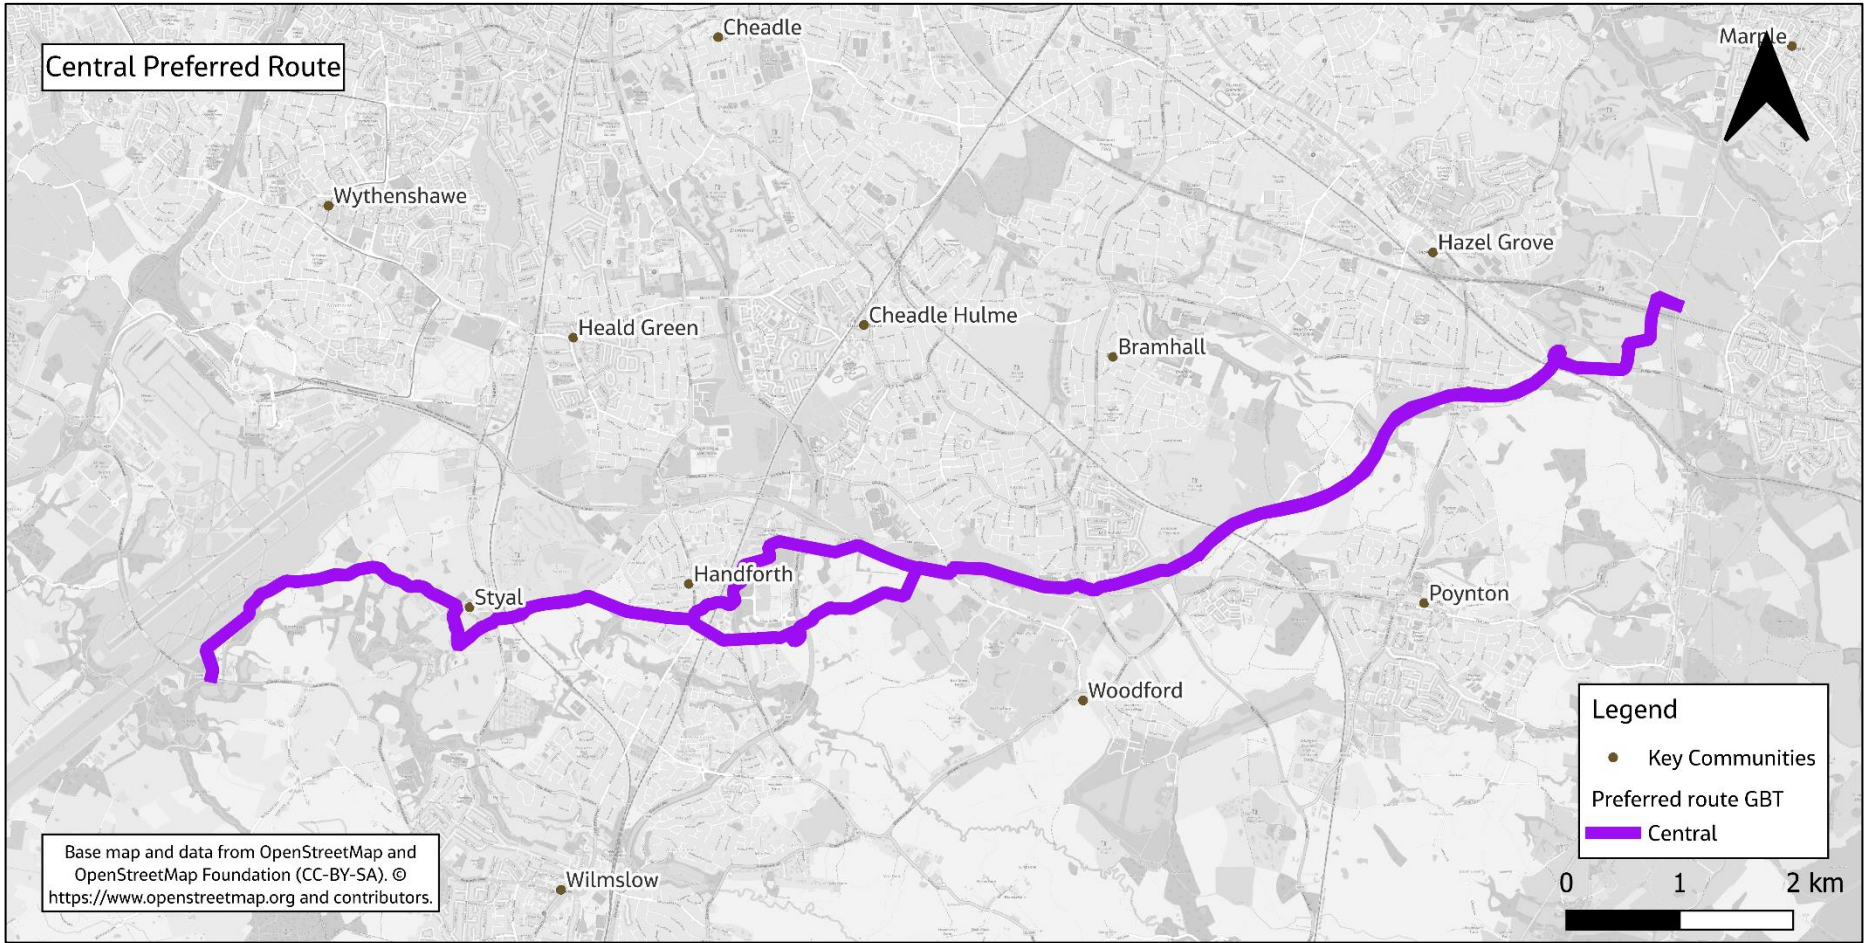 Central Preferred Route
Cheadle
Marple
Wythenshawe
Hazel Grove
Heald Green
Cheadle Hulme
Bramhall
Handforth
Styal
Poynton
Woodford
Wilmslow
Legend
Key Communities
Preferred route GBT
Central
0 1 2 km
Base map and data from OpenStreetMap and
OpenStreetMap Foundation (CC-BY-SA). ©
https://www.openstreetmap.org and contributors.